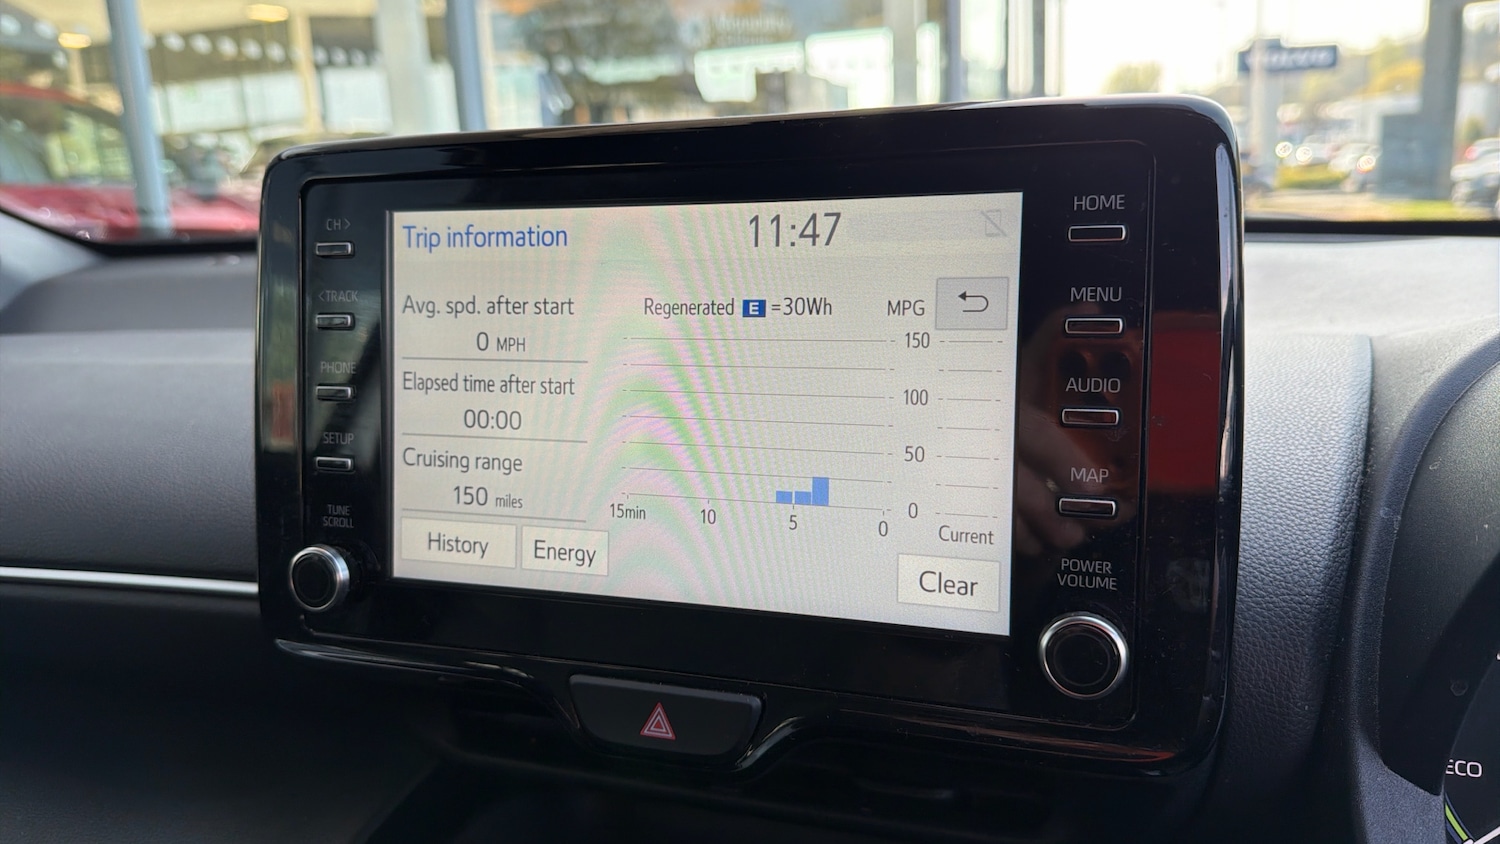 CH >
< TRACK
PHONE
SETUP
TUNE
SCROLL
Trip information
11:47
Avg. spd. after start
0 MPH
Elapsed time after start
00:00
Cruising range
150 miles
History
Energy
Regenerated E =30Wh
MPG
150
100
50
0
15min 10 5 0
Current
Clear
HOME
MENU
AUDIO
MAP
POWER
VOLUME
ECO